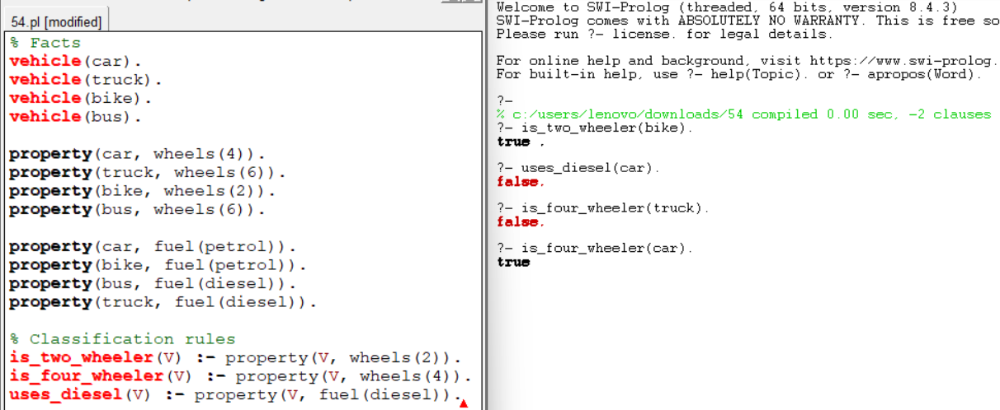 54.pl [modified]
% Facts
vehicle(car).
vehicle(truck).
vehicle(bike).
vehicle(bus).
property(car, wheels(4)).
property(truck, wheels(6)).
property(bike, wheels(2)).
property(bus, wheels(6)).
property(car, fuel(petrol)).
property(bike, fuel(petrol)).
property(bus, fuel(diesel)).
property(truck, fuel(diesel)).
% Classification rules
is_two_wheeler(V) :- property(V, wheels(2)).
is_four_wheeler(V) :- property(V, wheels(4)).
uses_diesel(V) :- property(V, fuel(diesel)).
Welcome to SWI-Prolog (threaded, 64 bits, version 8.4.3)
SWI-Prolog comes with ABSOLUTELY NO WARRANTY. This is free so
Please run ?- license. for legal details.
For online help and background, visit https://www.swi-prolog.
For built-in help, use ?- help(Topic). or ?- apropos(Word).
?-
% c:/users/lenovo/downloads/54 compiled 0.00 sec, -2 clauses
?- is_two_wheeler(bike).
true .
?- uses_diesel(car).
false.
?- is_four_wheeler(truck).
false.
?- is_four_wheeler(car).
true